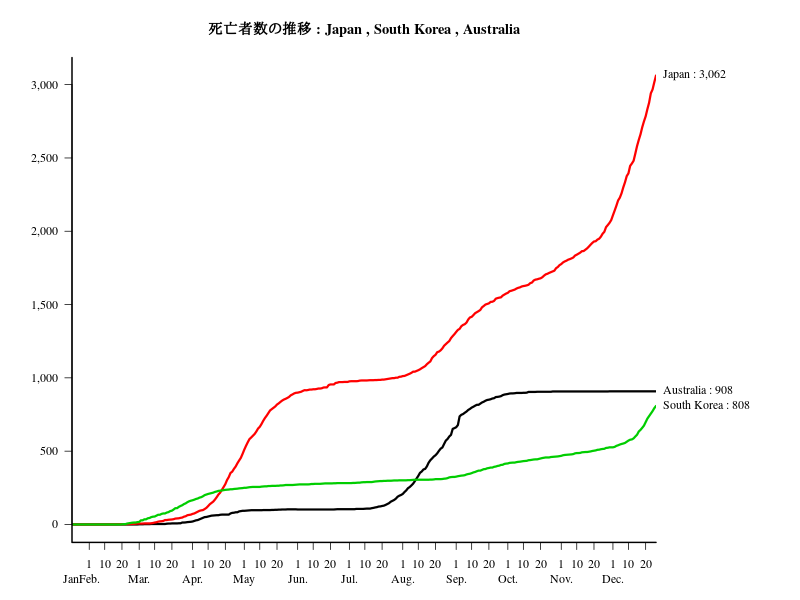 死亡者数の推移 : Japan , South Korea , Australia
3,000
2,500
2,000
1,500
1,000
500
0
Japan : 3,062
Australia : 908
South Korea : 808
1 10 20 1 10 20 1 10 20 1 10 20 1 10 20 1 10 20 1 10 20 1 10 20 1 10 20 1 10 20 1 10 20
Jan Feb. Mar. Apr. May Jun. Jul. Aug. Sep. Oct. Nov. Dec.